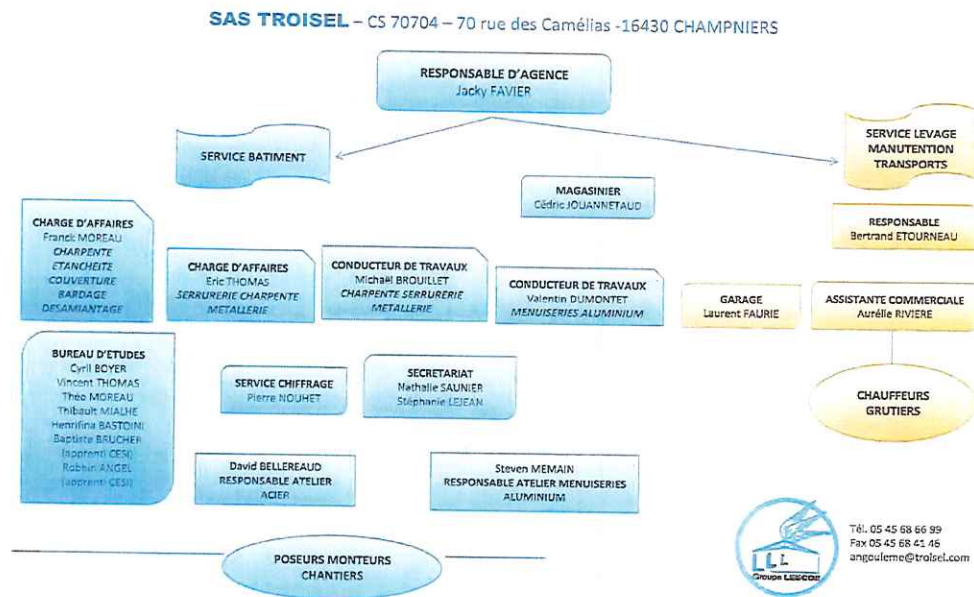 SAS TROISEL – CS 70704 – 70 rue des Camélias -16430 CHAMPNIERS
RESPONSABLE D'AGENCE
Jacky FAVIER
SERVICE BATIMENT
SERVICE LEVAGE
MANUTENTION
TRANSPORTS
MAGASINIER
Cédric JOUANNETAUD
RESPONSABLE
Bertrand ETOURNEAU
CHARGE D'AFFAIRES
Franck MOREAU
CHARPENTE
ETANCHEITE
COUVERTURE
BARDAGE
DESAMIANTAGE
CHARGE D'AFFAIRES
Eric THOMAS
SERRURERIE CHARPENTE
METALLERIE
CONDUCTEUR DE TRAVAUX
Michaël BROUILLET
CHARPENTE SERRURERIE
METALLERIE
CONDUCTEUR DE TRAVAUX
Valentin DUMONTET
MENUISERIES ALUMINIUM
GARAGE
Laurent FAURIE
ASSISTANTE COMMERCIALE
Aurélie RIVIERE
BUREAU D'ETUDES
Cyril BOYER
Vincent THOMAS
Théo MOREAU
Thibault MIALHE
Henrifina BASTOINI
Baptiste BRUCHER
(apprenti CESI)
Robbin ANGEL
(apprenti CESI)
SERVICE CHIFFRAGE
Pierre NOUHET
SECRETARIAT
Nathalie SAUNIER
Stéphanie LEJEAN
CHAUFFEURS
GRUTIERS
David BELLEREAUD
RESPONSABLE ATELIER
ACIER
Steven MEMAIN
RESPONSABLE ATELIER MENUISERIES
ALUMINIUM
POSEURS MONTEURS
CHANTIERS
LLL
Groupe LESCOS
Tél. 05 45 68 66 99
Fax 05 45 68 41 46
angouleme@troisel.com